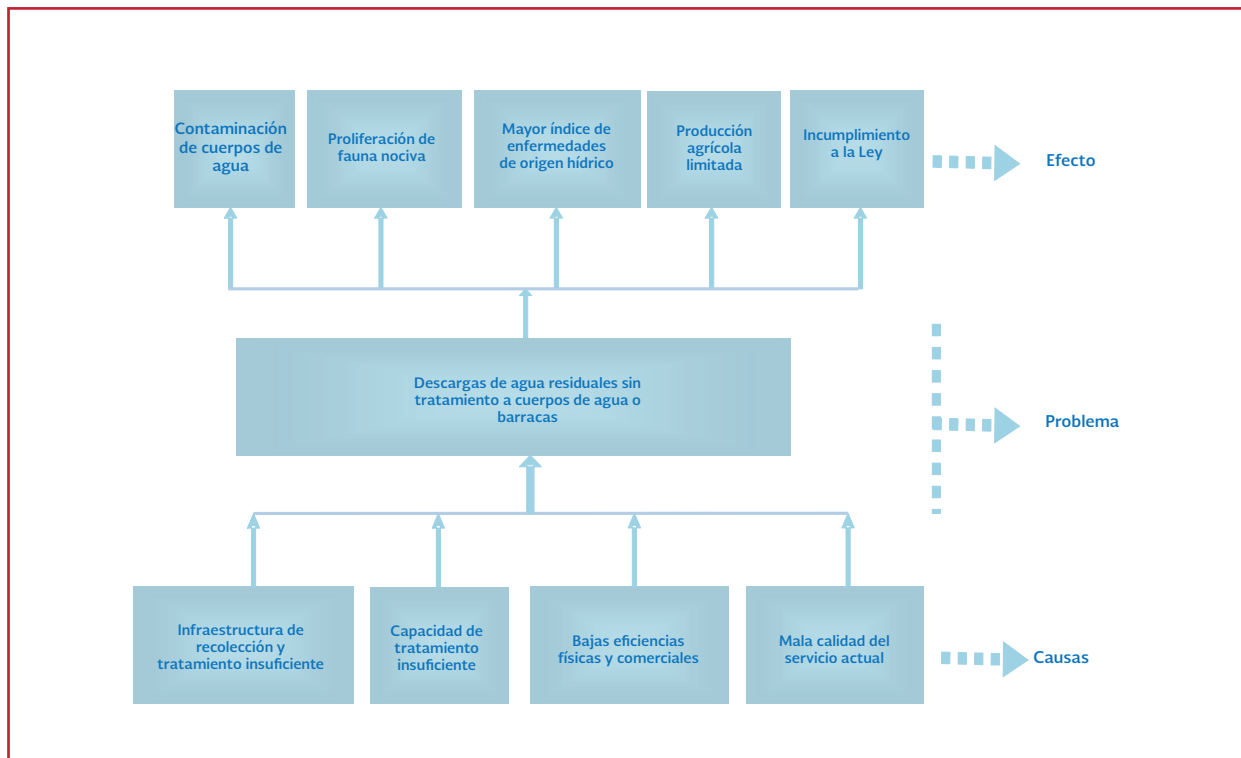 Contaminación
de cuerpos de
agua
Proliferación de
fauna nociva
Mayor índice de
enfermedades
de origen hídrico
Producción
agrícola
limitada
Incumplimiento
a la Ley
Efecto
Descargas de agua residuales sin
tratamiento a cuerpos de agua o
barracas
Problema
Infraestructura de
recolección y
tratamiento insuficiente
Capacidad de
tratamiento
insuficiente
Bajas eficiencias
físicas y comerciales
Mala calidad del
servicio actual
Causas